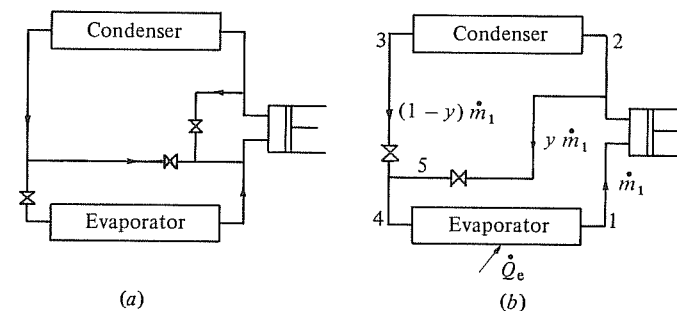 Condenser
Evaporator
(a)
3
Condenser
2
(1 − y) ṁ₁
y ṁ₁
5
ṁ₁
4
Evaporator
1
Q̇ₑ
(b)